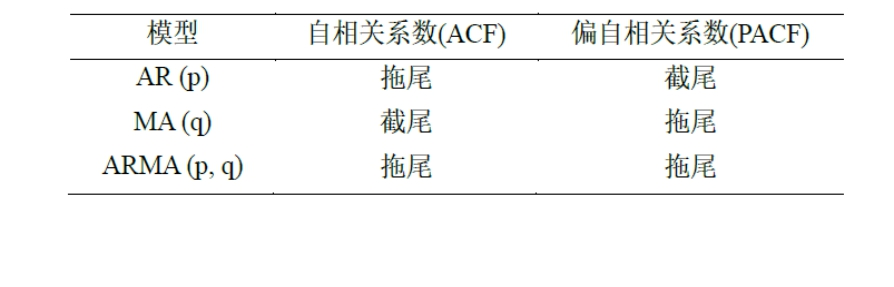 模型 自相关系数(ACF) 偏自相关系数(PACF)
AR (p) 拖尾 截尾
MA (q) 截尾 拖尾
ARMA (p, q) 拖尾 拖尾